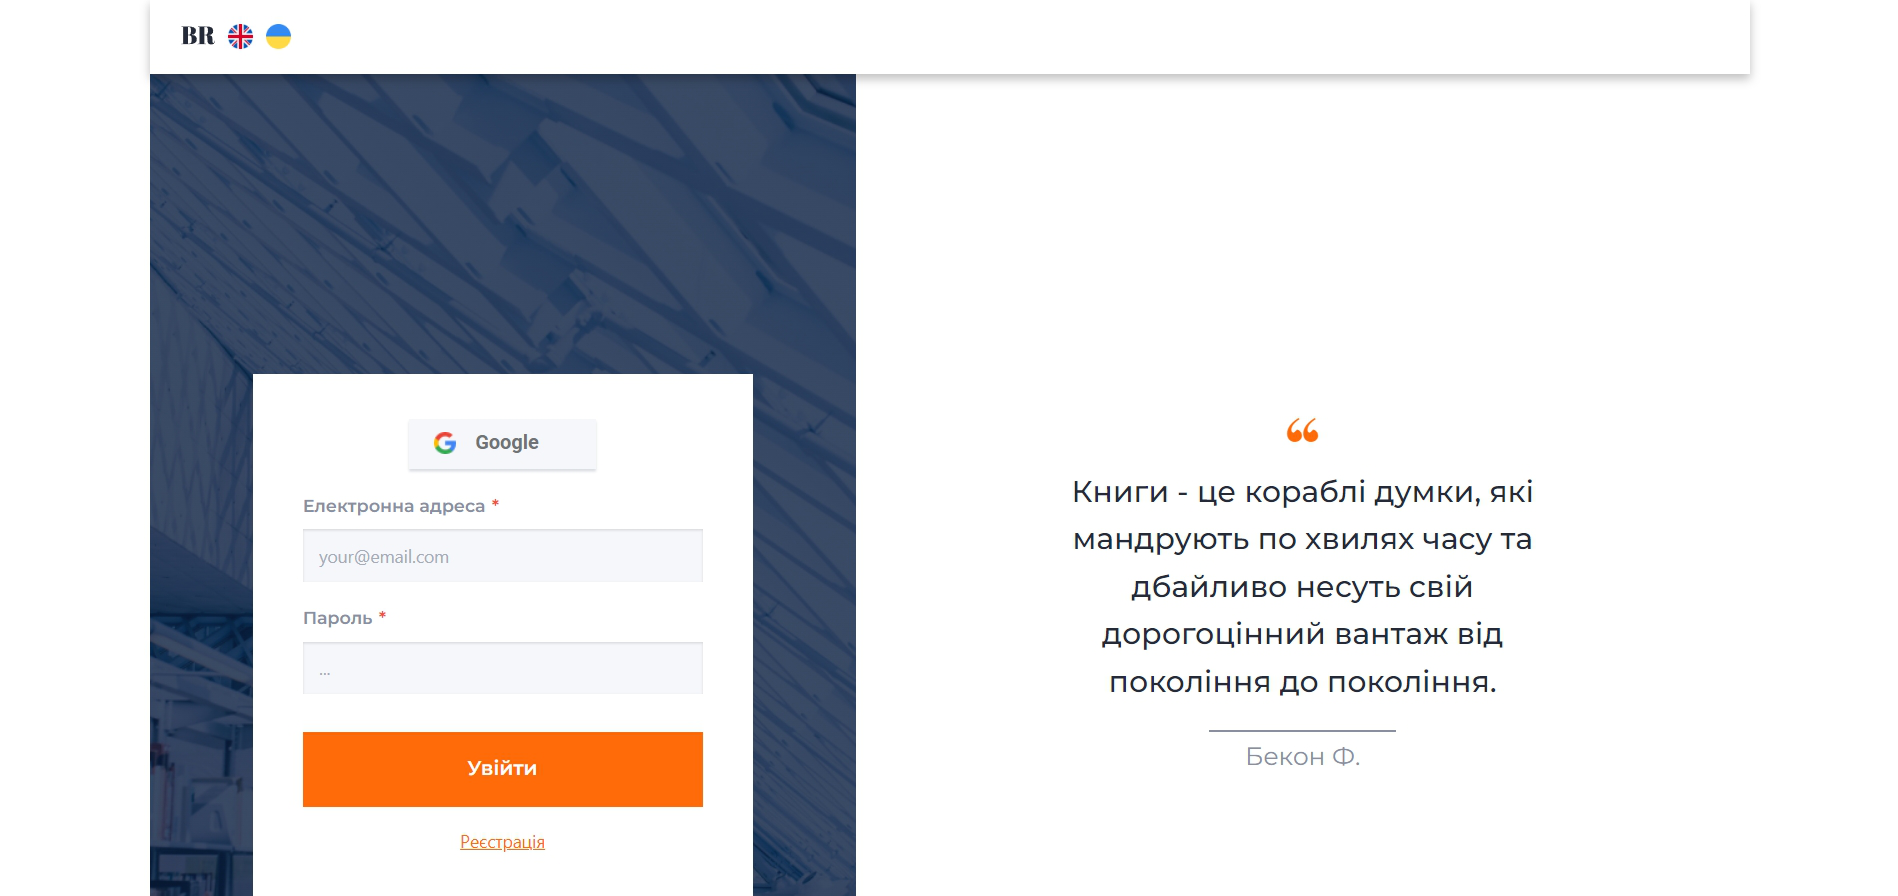 BR
Google
Електронна адреса *
your@email.com
Пароль *
...
Увійти
Реєстрація
“
Книги - це кораблі думки, які
мандрують по хвилях часу та
дбайливо несуть свій
дорогоцінний вантаж від
покоління до покоління.
Бекон Ф.